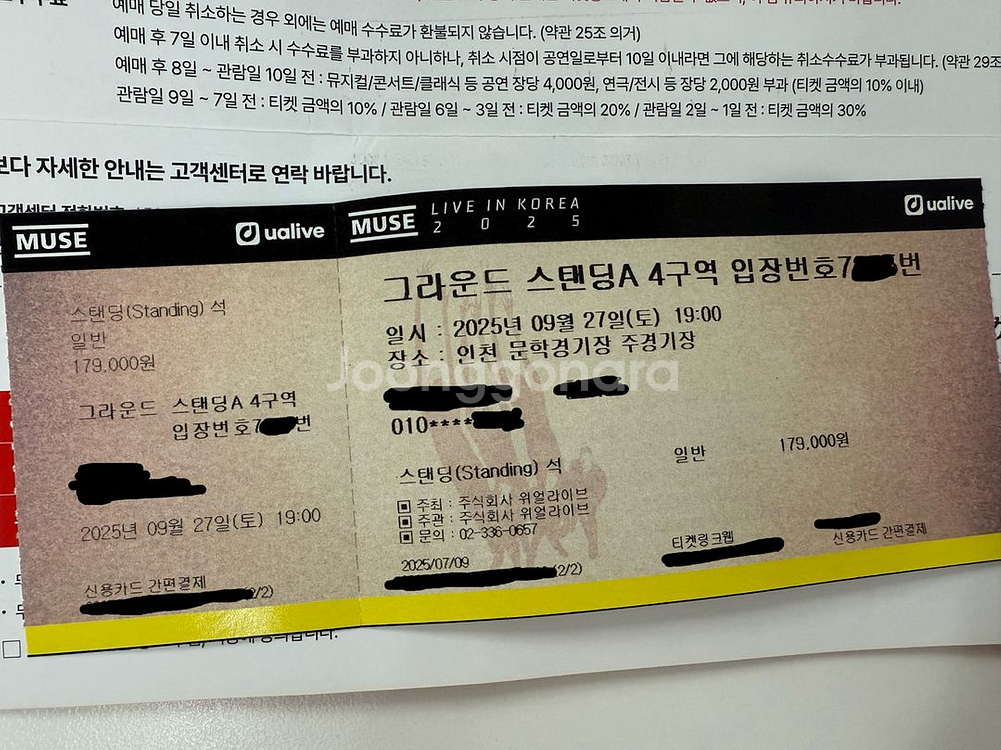 예매 당일 취소하는 경우 외에는 예매 수수료가 환불되지 않습니다. (약관 25조 의거)
예매 후 7일 이내 취소 시 수수료를 부과하지 아니하나, 취소 시점이 공연일로부터 10일 이내라면 그에 해당하는 취소수수료가 부과됩니다. (약관 29조
예매 후 8일 ~ 관람일 10일 전 : 뮤지컬/콘서트/클래식 등 공연 장당 4,000원, 연극/전시 등 장당 2,000원 부과 (티켓 금액의 10% 이내)
관람일 9일 ~ 7일 전 : 티켓 금액의 10% / 관람일 6일 ~ 3일 전 : 티켓 금액의 20% / 관람일 2일 ~ 1일 전 : 티켓 금액의 30%
보다 자세한 안내는 고객센터로 연락 바랍니다.
MUSE
ualive
스탠딩(Standing) 석
일반
179,000원
그라운드 스탠딩A 4구역
입장번호7 번
2025년 09월 27일(토) 19:00
신용카드 간편결제
2/2)
MUSE
LIVE IN KOREA
2 0 2 5
ualive
그라운드 스탠딩A 4구역 입장번호7 번
일시 : 2025년 09월 27일(토) 19:00
장소 : 인천 문학경기장 주경기장
Joonggonara
010****
스탠딩(Standing) 석
일반
179,000원
▣ 주최 : 주식회사 위얼라이브
▣ 주관 : 주식회사 위얼라이브
▣ 문의 : 02-336-0657
2025/07/09
(2/2)
티켓링크웹
신용카드 간편결제